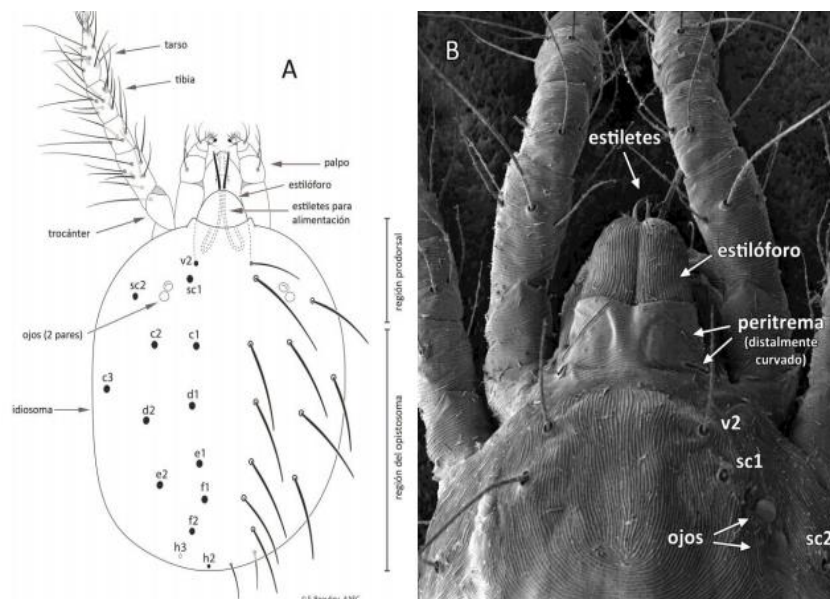 A
tarso
tibia
palpo
estilóforo
estiletes para
alimentación
trocánter
v2
sc1
sc2
ojos (2 pares)
c2
c1
c3
idiosoma
d1
d2
e1
e2
f1
f2
h3
h2
región prodorsal
región del opistosoma
B
estiletes
estilóforo
peritrema
(distalmente
curvado)
v2
sc1
ojos
sc2